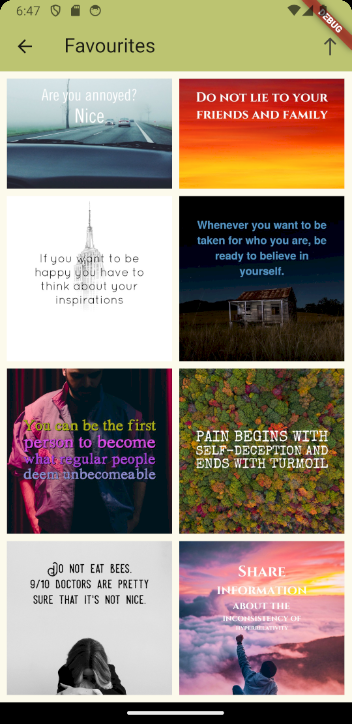 6:47
DEBUG
Favourites
Are you annoyed?
Nice.
DO NOT LIE TO YOUR
FRIENDS AND FAMILY
If you want to be
happy you have to
think about your
inspirations
Whenever you want to be
taken for who you are, be
ready to believe in
yourself.
You can be the first
person to become
what regular people
deem unbecomeable
PAIN BEGINS WITH
SELF-DECEPTION AND
ENDS WITH TURMOIL
DO NOT EAT BEES.
9/10 DOCTORS ARE PRETTY
SURE THAT IT'S NOT NICE.
SHARE
INFORMATION
ABOUT THE
INCONSISTENCY OF